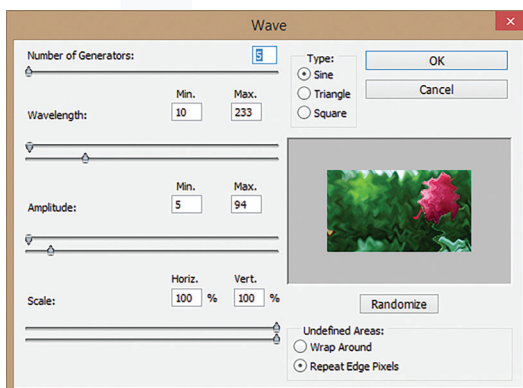 Wave
Number of Generators: 5
Type:
Sine
Triangle
Square
OK
Cancel
Min. Max.
Wavelength: 10 233
Min. Max.
Amplitude: 5 94
Horiz. Vert.
Scale: 100 % 100 %
Randomize
Undefined Areas:
Wrap Around
Repeat Edge Pixels